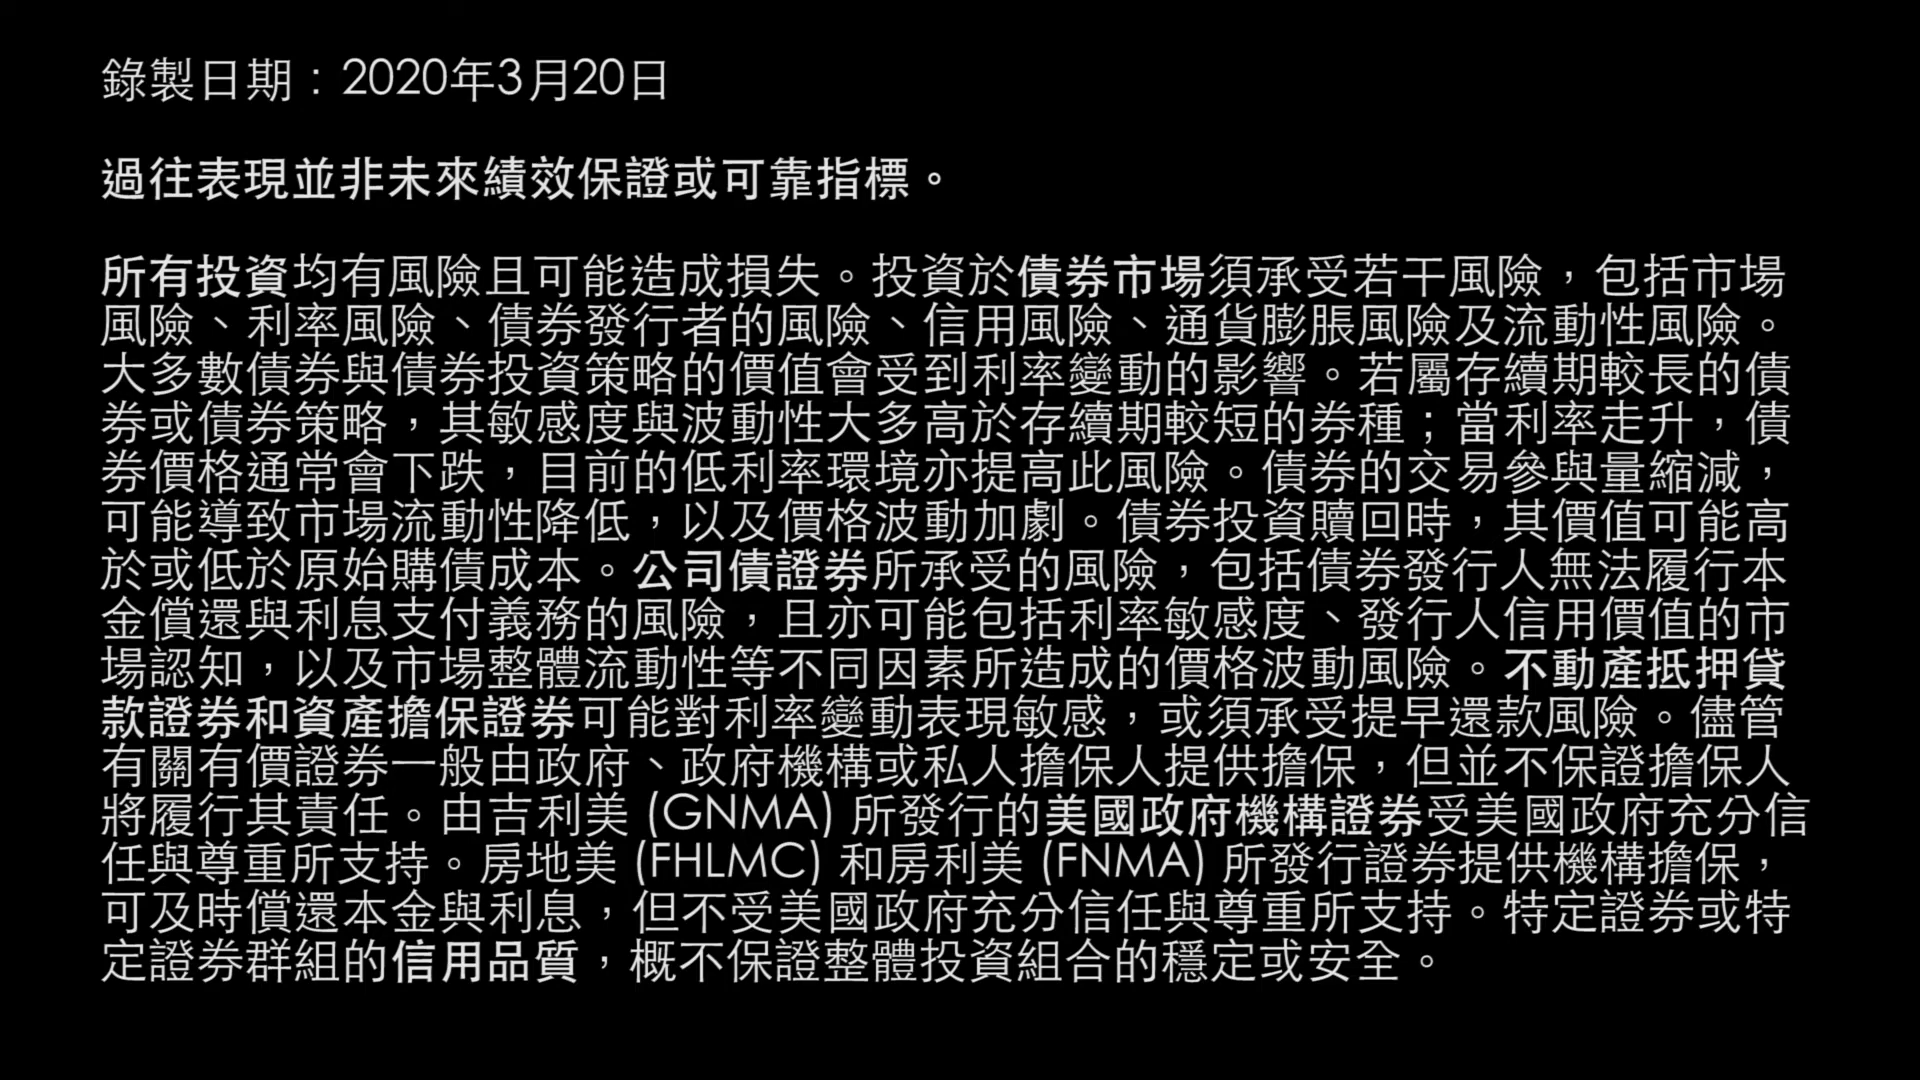 錄製日期：2020年3月20日
過往表現並非未來績效保證或可靠指標。
所有投資均有風險且可能造成損失。投資於債券市場須承受若干風險，包括市場
風險、利率風險、債券發行者的風險、信用風險、通貨膨脹風險及流動性風險。
大多數債券與債券投資策略的價值會受到利率變動的影響。若屬存續期較長的債
券或債券策略，其敏感度與波動性大多高於存續期較短的券種；當利率走升，債
券價格通常會下跌，目前的低利率環境亦提高此風險。債券的交易參與量縮減，
可能導致市場流動性降低，以及價格波動加劇。債券投資贖回時，其價值可能高
於或低於原始購債成本。公司債證券所承受的風險，包括債券發行人無法履行本
金償還與利息支付義務的風險，且亦可能包括利率敏感度、發行人信用價值的市
場認知，以及市場整體流動性等不同因素所造成的價格波動風險。不動產抵押貸
款證券和資產擔保證券可能對利率變動表現敏感，或須承受提早還款風險。儘管
有關有價證券一般由政府、政府機構或私人擔保人提供擔保，但並不保證擔保人
將履行其責任。由吉利美 (GNMA) 所發行的美國政府機構證券受美國政府充分信
任與尊重所支持。房地美 (FHLMC) 和房利美 (FNMA) 所發行證券提供機構擔保，
可及時償還本金與利息，但不受美國政府充分信任與尊重所支持。特定證券或特
定證券群組的信用品質，概不保證整體投資組合的穩定或安全。